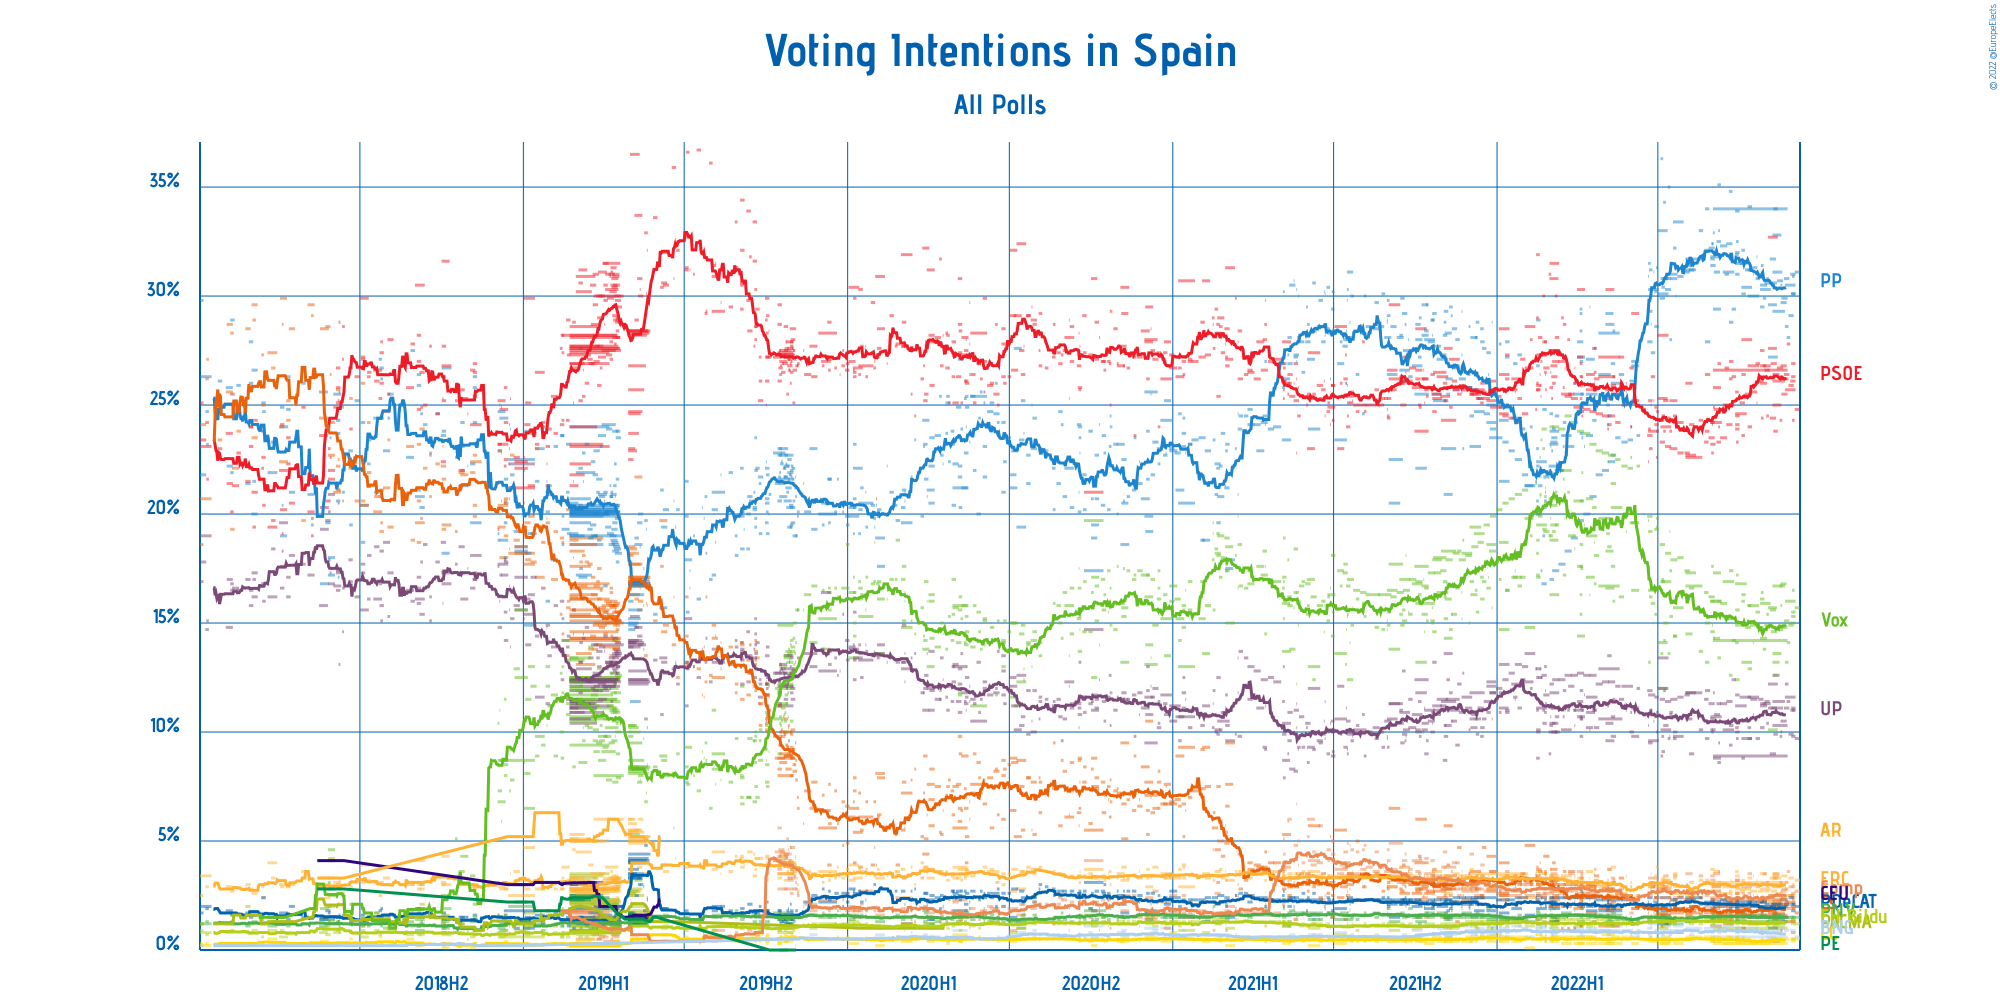 © 2022 @EuropeElects
Voting Intentions in Spain
All Polls
35%
30%
25%
20%
15%
10%
5%
0%
PP
PSOE
Vox
UP
AR
ERC
CEU
PE
2018H2
2019H1
2019H2
2020H1
2020H2
2021H1
2021H2
2022H1